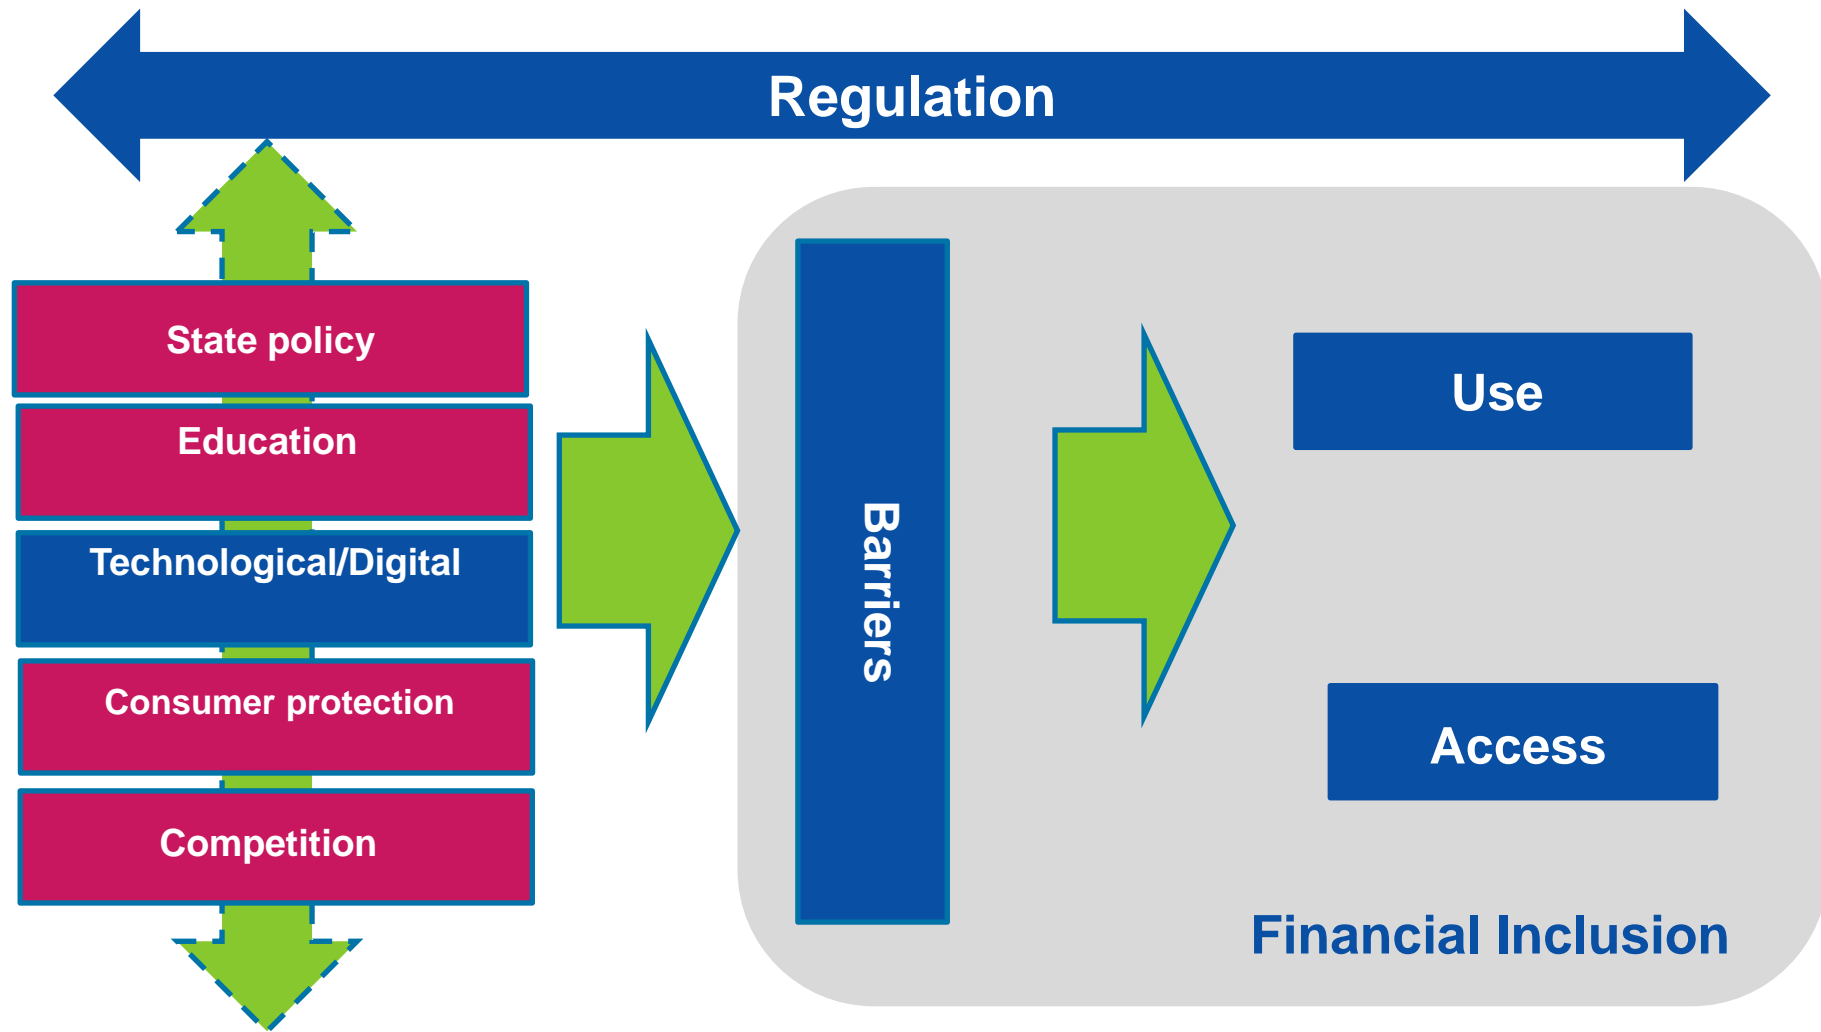 Regulation
State policy
Education
Technological/Digital
Consumer protection
Competition
Barriers
Use
Access
Financial Inclusion